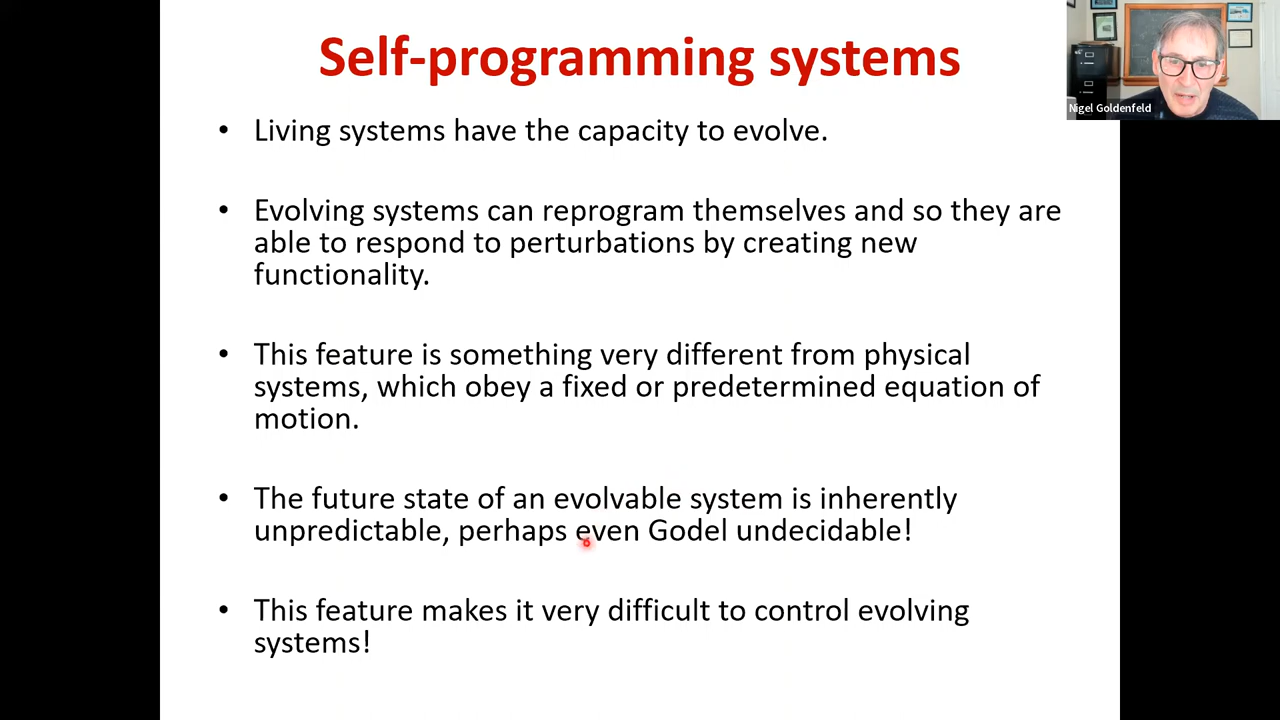 Self-programming systems
Nigel Goldenfeld
• Living systems have the capacity to evolve.
• Evolving systems can reprogram themselves and so they are
able to respond to perturbations by creating new
functionality.
• This feature is something very different from physical
systems, which obey a fixed or predetermined equation of
motion.
• The future state of an evolvable system is inherently
unpredictable, perhaps even Godel undecidable!
• This feature makes it very difficult to control evolving
systems!